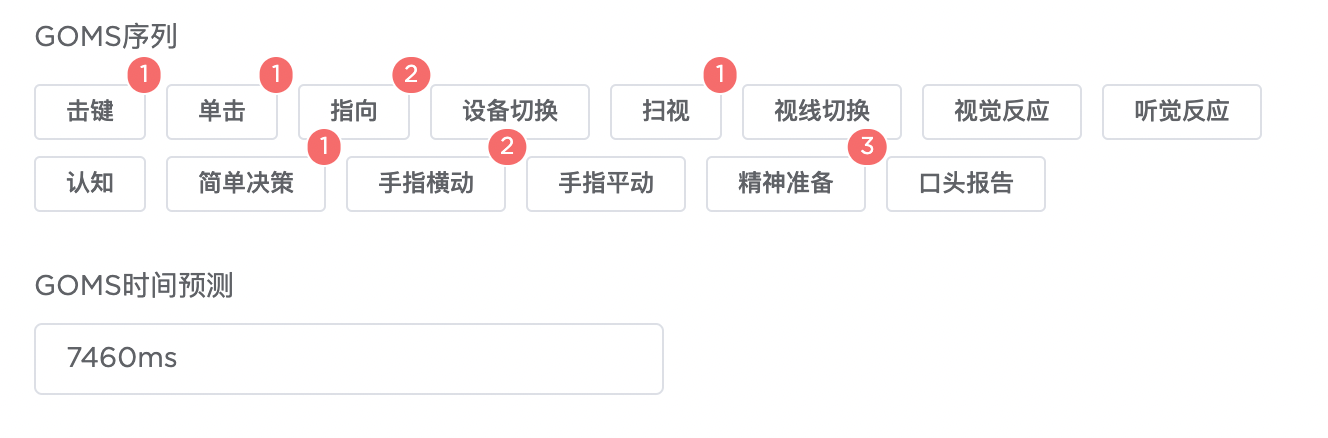 GOMS序列
1 1 2 1
击键 单击 指向 设备切换 扫视 视线切换 视觉反应 听觉反应
1 2 3
认知 简单决策 手指横动 手指平动 精神准备 口头报告
GOMS时间预测
7460ms